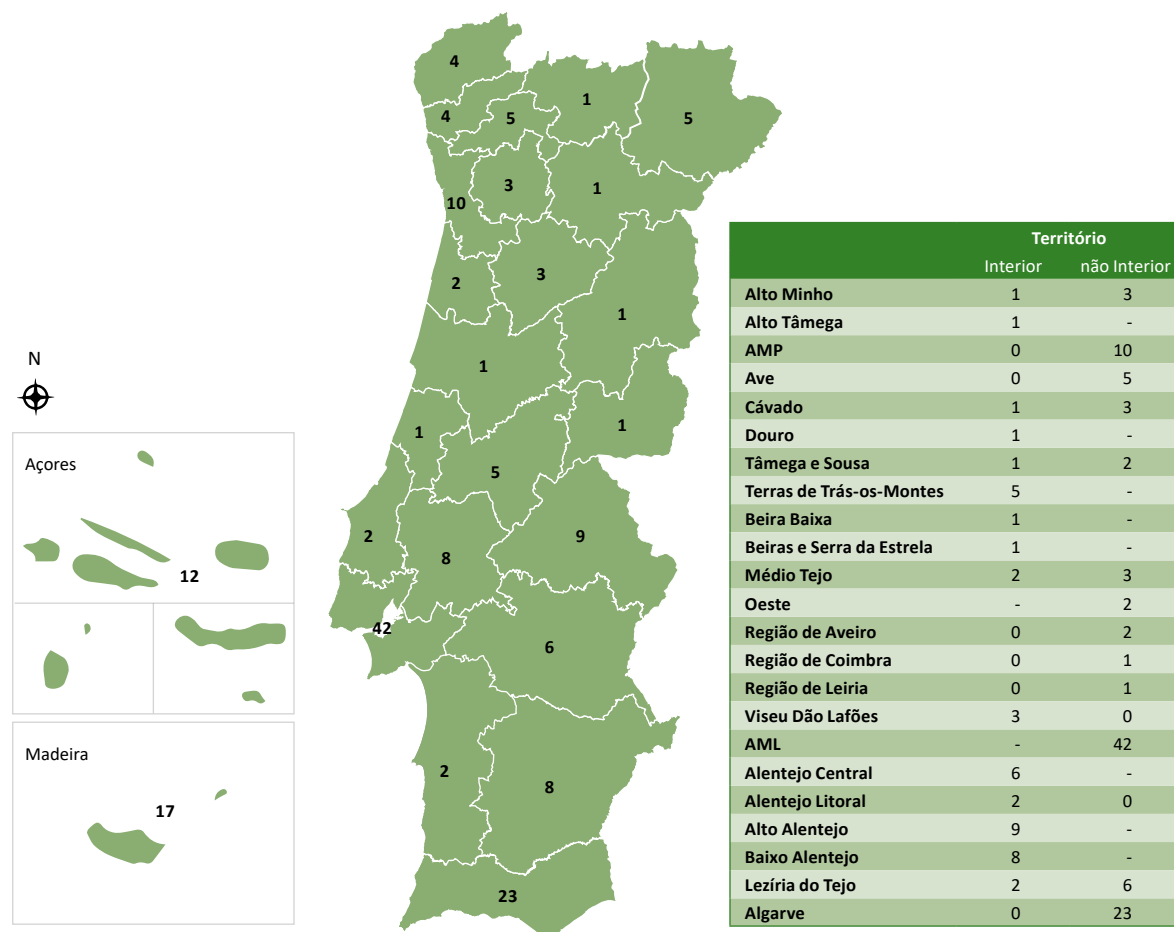 4
1
5
4
5
3
1
10
3
2
1
1
1
1
5
2
9
8
42
6
2
8
23
N
Açores
12
Madeira
17
Território
Interior não Interior
Alto Minho 1 3
Alto Tâmega 1 -
AMP 0 10
Ave 0 5
Cávado 1 3
Douro 1 -
Tâmega e Sousa 1 2
Terras de Trás-os-Montes 5 -
Beira Baixa 1 -
Beiras e Serra da Estrela 1 -
Médio Tejo 2 3
Oeste - 2
Região de Aveiro 0 2
Região de Coimbra 0 1
Região de Leiria 0 1
Viseu Dão Lafões 3 0
AML - 42
Alentejo Central 6 -
Alentejo Litoral 2 0
Alto Alentejo 9 -
Baixo Alentejo 8 -
Lezíria do Tejo 2 6
Algarve 0 23